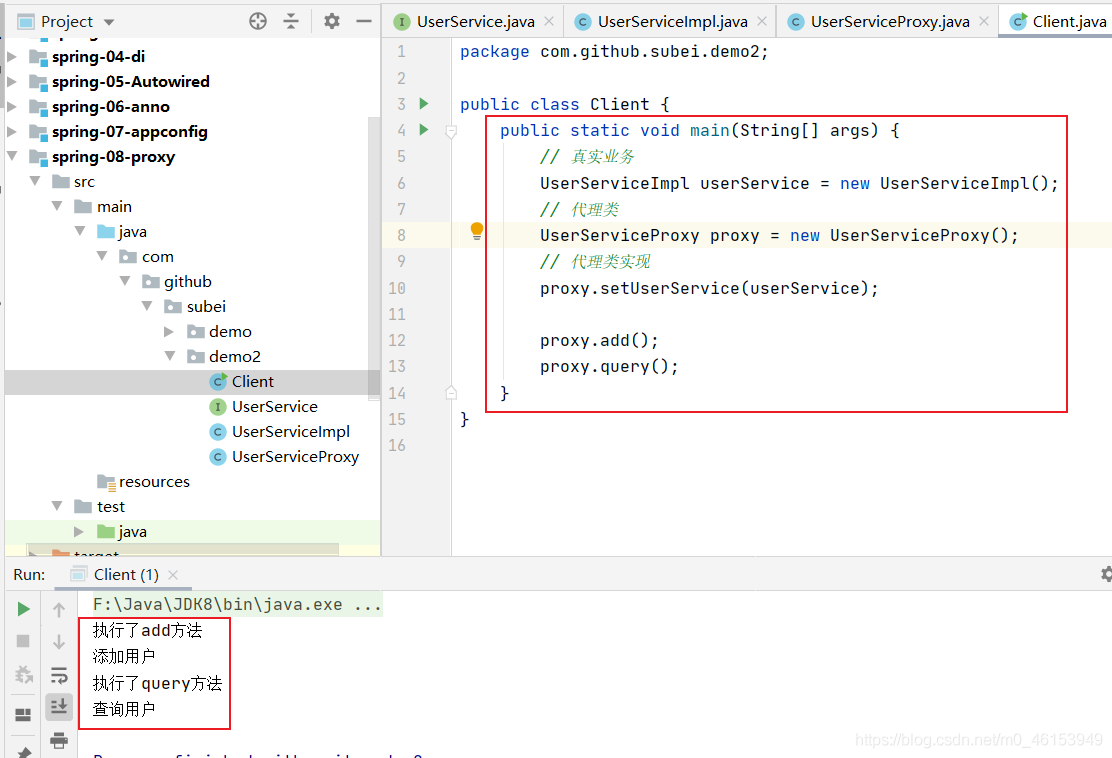 Project
UserService.java
UserServiceImpl.java
UserServiceProxy.java
Client.java
spring-04-di
spring-05-Autowired
spring-06-anno
spring-07-appconfig
spring-08-proxy
src
main
java
com
github
subei
demo
demo2
Client
UserService
UserServiceImpl
UserServiceProxy
resources
test
java
target
1 package com.github.subei.demo2;
2
3 public class Client {
4 public static void main(String[] args) {
5 // 真实业务
6 UserServiceImpl userService = new UserServiceImpl();
7 // 代理类
8 UserServiceProxy proxy = new UserServiceProxy();
9 // 代理类实现
10 proxy.setUserService(userService);
11
12 proxy.add();
13 proxy.query();
14 }
15 }
16
Run: Client (1)
F:\Java\JDK8\bin\java.exe ...
执行了add方法
添加用户
执行了query方法
查询用户
https://blog.csdn.net/m0_46153949